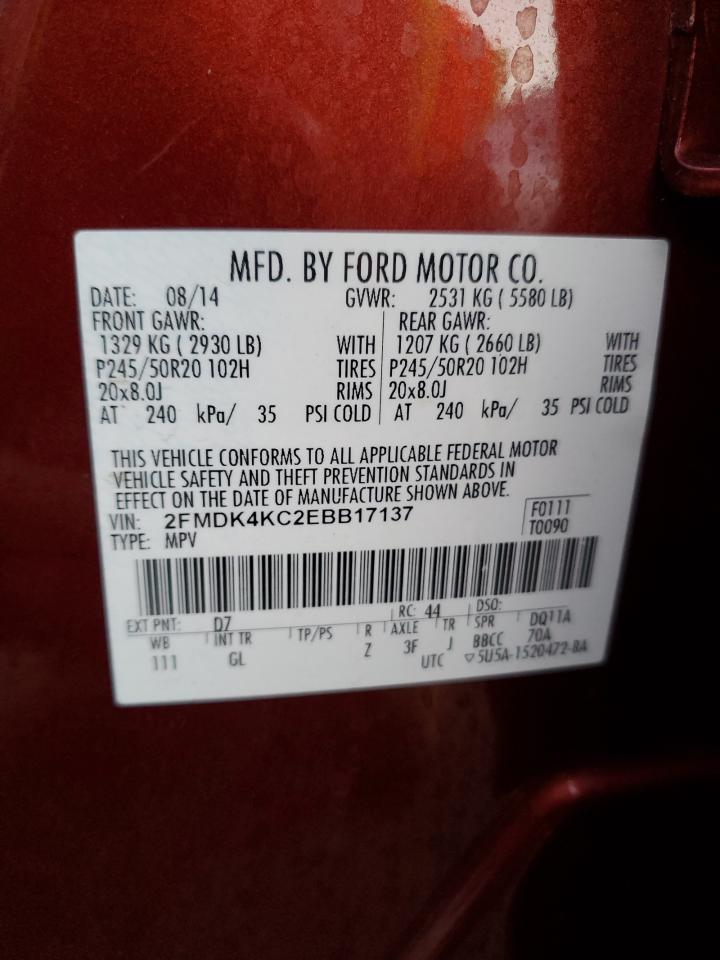 MFD. BY FORD MOTOR CO.
DATE: 08/14 GVWR: 2531 KG ( 5580 LB)
FRONT GAWR: REAR GAWR:
1329 KG ( 2930 LB) WITH 1207 KG ( 2660 LB) WITH
P245/50R20 102H TIRES P245/50R20 102H TIRES
20x8.0J RIMS 20x8.0J RIMS
AT 240 kPa/ 35 PSI COLD AT 240 kPa/ 35 PSI COLD
THIS VEHICLE CONFORMS TO ALL APPLICABLE FEDERAL MOTOR
VEHICLE SAFETY AND THEFT PREVENTION STANDARDS IN
EFFECT ON THE DATE OF MANUFACTURE SHOWN ABOVE.
VIN: 2FMDK4KC2EBB17137 F0111
TYPE: MPV T0090
EXT PNT: D7 RC: 44 DSO:
WB INT TR TP/PS R AXLE TR SPR DQ11A
111 GL Z 3F J BBCC 70A
UTC ▽5U5A-1520472-BA